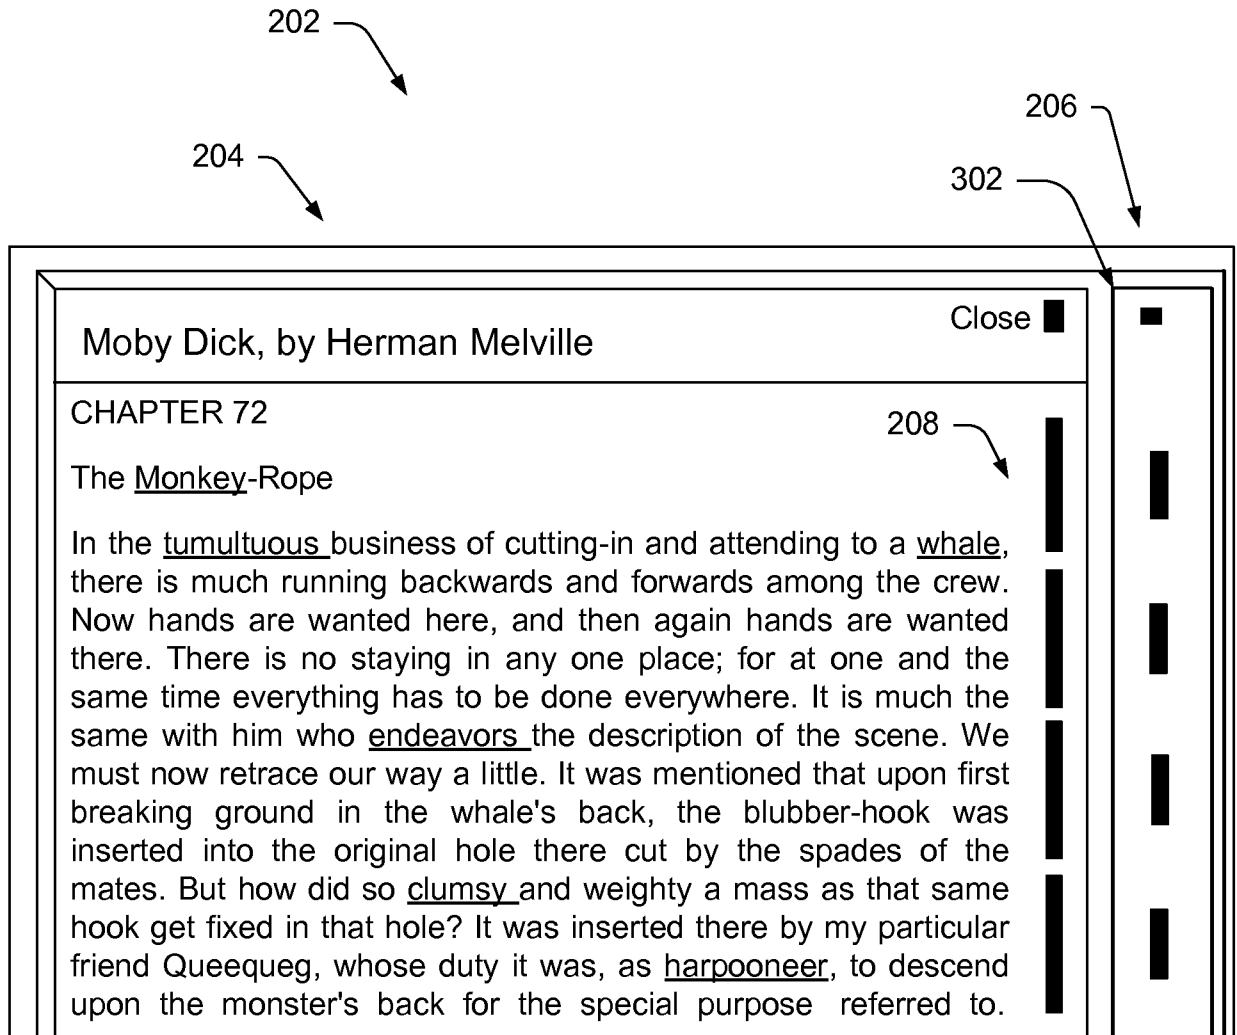 202
206
204
302
Close
Moby Dick, by Herman Melville
CHAPTER 72
208
The Monkey-Rope
In the tumultuous business of cutting-in and attending to a whale,
there is much running backwards and forwards among the crew.
Now hands are wanted here, and then again hands are wanted
there. There is no staying in any one place; for at one and the
same time everything has to be done everywhere. It is much the
same with him who endeavors the description of the scene. We
must now retrace our way a little. It was mentioned that upon first
breaking ground in the whale's back, the blubber-hook was
inserted into the original hole there cut by the spades of the
mates. But how did so clumsy and weighty a mass as that same
hook get fixed in that hole? It was inserted there by my particular
friend Queequeg, whose duty it was, as harpooneer, to descend
upon the monster's back for the special purpose referred to.